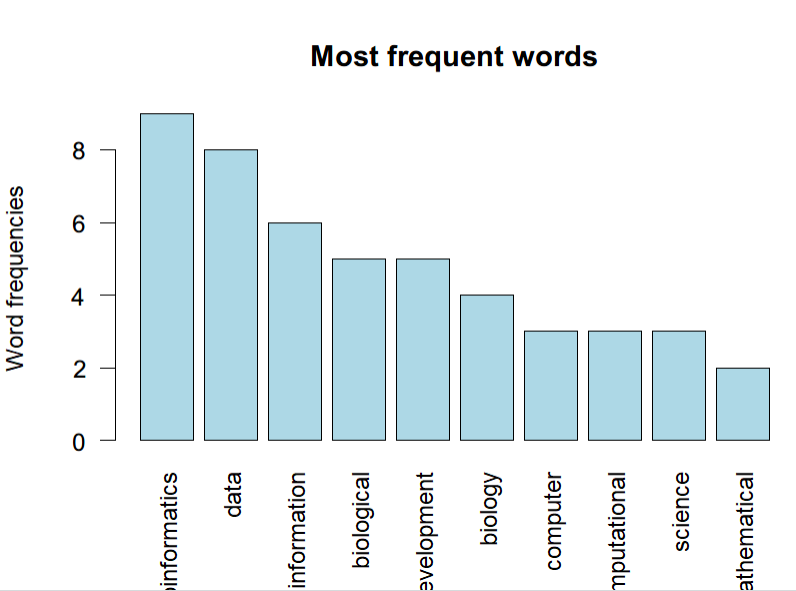 Most frequent words
Word frequencies
8
6
4
2
0
oinformatics
data
information
biological
evelopment
biology
computer
mputational
science
athematical